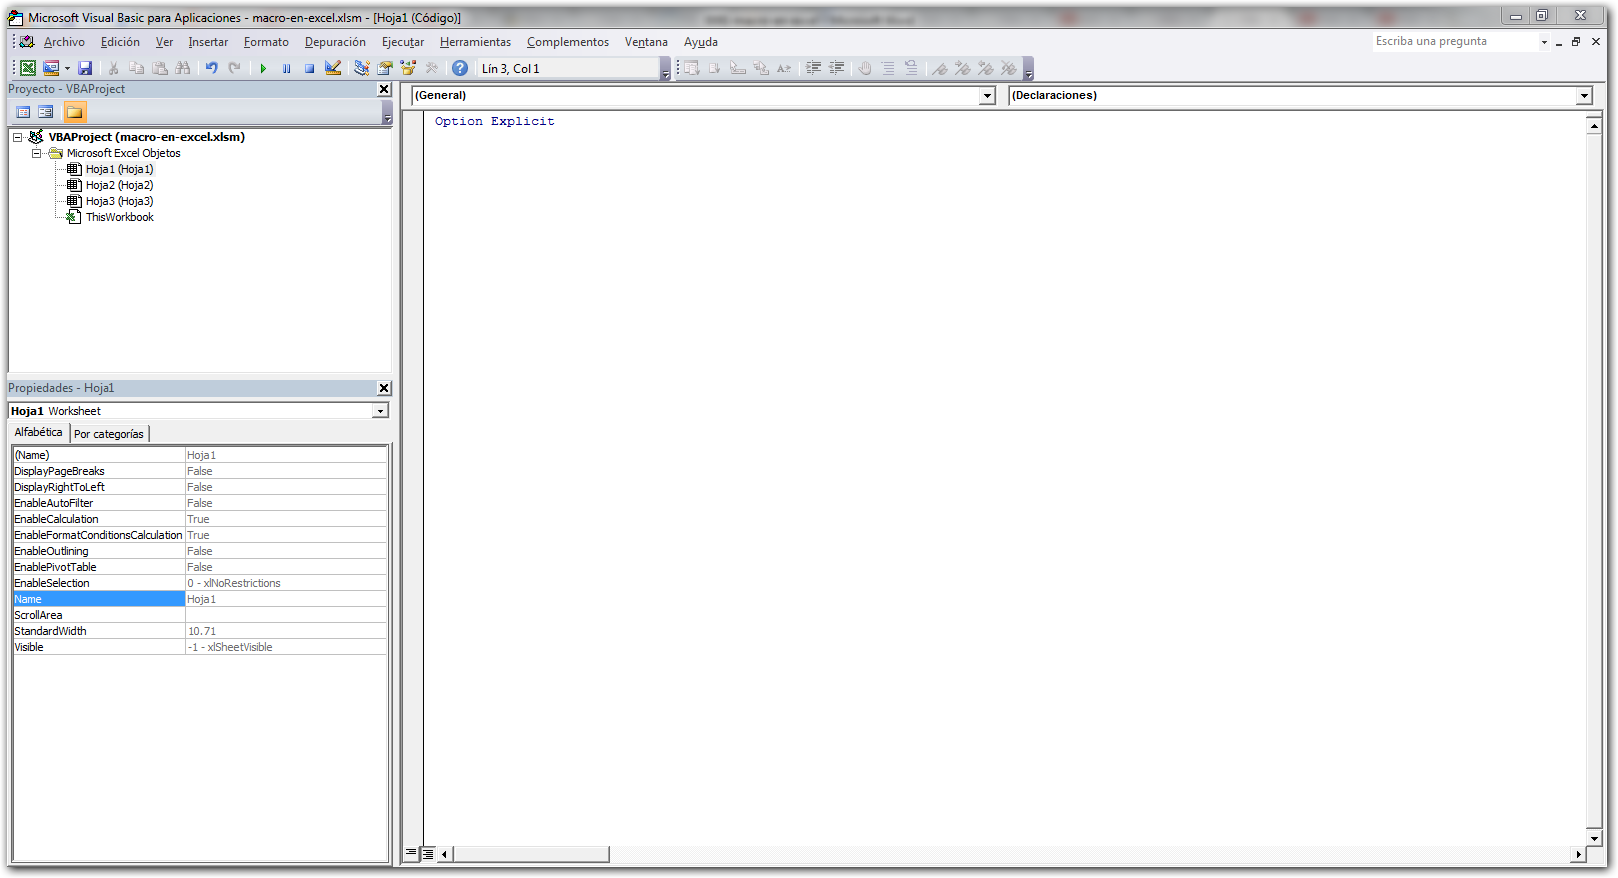 Microsoft Visual Basic para Aplicaciones - macro-en-excel.xlsm - [Hoja1 (Código)]
Archivo Edición Ver Insertar Formato Depuración Ejecutar Herramientas Complementos Ventana Ayuda Escriba una pregunta
Lín 3, Col 1
Proyecto - VBAProject
VBAProject (macro-en-excel.xlsm)
Microsoft Excel Objetos
Hoja1 (Hoja1)
Hoja2 (Hoja2)
Hoja3 (Hoja3)
ThisWorkbook
Propiedades - Hoja1
Hoja1 Worksheet
Alfabética Por categorías
(Name) Hoja1
DisplayPageBreaks False
DisplayRightToLeft False
EnableAutoFilter False
EnableCalculation True
EnableFormatConditionsCalculation True
EnableOutlining False
EnablePivotTable False
EnableSelection 0 - xlNoRestrictions
Name Hoja1
ScrollArea
StandardWidth 10.71
Visible -1 - xlSheetVisible
(General) (Declaraciones)
Option Explicit